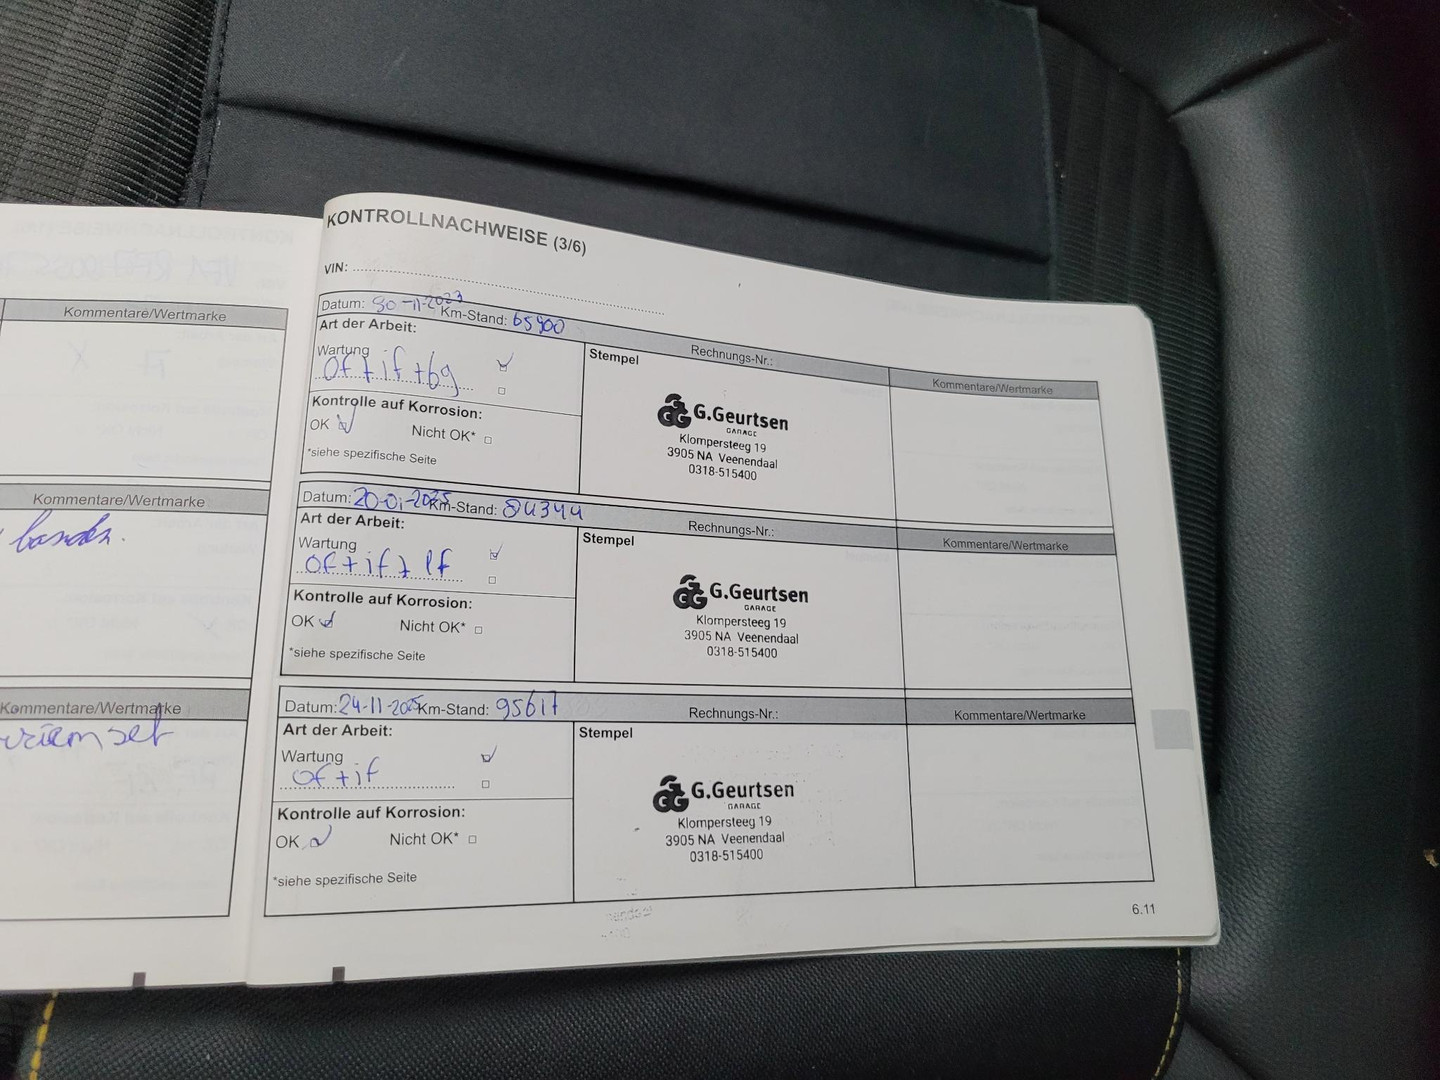 Kommentare/Wertmarke
Kommentare/Wertmarke
banden.
Kommentare/Wertmarke
riemset
KONTROLLNACHWEISE (3/6)
VIN:
Datum: 30-11-2023 Km-Stand: 65900
Art der Arbeit:
Wartung
of+if+bg
Kontrolle auf Korrosion:
OK Nicht OK*
*siehe spezifische Seite
Rechnungs-Nr.:
Stempel
G.Geurtsen
GARAGE
Klompersteeg 19
3905 NA Veenendaal
0318-515400
Kommentare/Wertmarke
Datum: 20-01-2025 Km-Stand: 84344
Art der Arbeit:
Wartung
of+if+lf
Kontrolle auf Korrosion:
OK Nicht OK*
*siehe spezifische Seite
Rechnungs-Nr.:
Stempel
G.Geurtsen
GARAGE
Klompersteeg 19
3905 NA Veenendaal
0318-515400
Kommentare/Wertmarke
Datum: 24-11-2025 Km-Stand: 95617
Art der Arbeit:
Wartung
of+if
Kontrolle auf Korrosion:
OK Nicht OK*
*siehe spezifische Seite
Rechnungs-Nr.:
Stempel
G.Geurtsen
GARAGE
Klompersteeg 19
3905 NA Veenendaal
0318-515400
Kommentare/Wertmarke
6.11